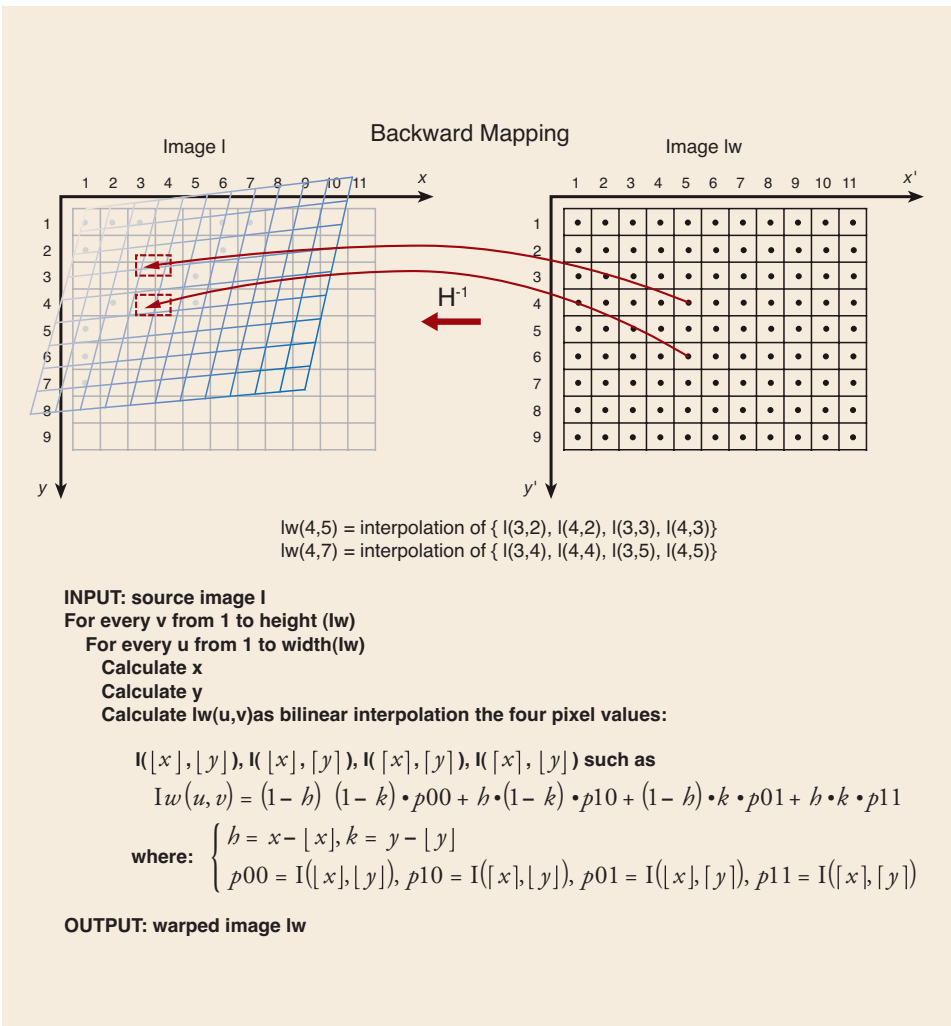 Backward Mapping
Image I
Image Iw
1 2 3 4 5 6 7 8 9 10 11 x
1 2 3 4 5 6 7 8 9 10 11 x'
1
2
3
4
5
6
7
8
9
y
H-1
1
2
3
4
5
6
7
8
9
y'
Iw(4,5) = interpolation of { I(3,2), I(4,2), I(3,3), I(4,3)}
Iw(4,7) = interpolation of { I(3,4), I(4,4), I(3,5), I(4,5)}
INPUT: source image I
For every v from 1 to height (Iw)
For every u from 1 to width(Iw)
Calculate x
Calculate y
Calculate Iw(u,v)as bilinear interpolation the four pixel values:
I(⌊x⌋,⌊y⌋), I(⌊x⌋,⌈y⌉), I(⌈x⌉,⌈y⌉), I(⌈x⌉,⌊y⌋) such as
Iw(u,v) = (1−h) (1−k)•p00 + h•(1−k)•p10 + (1−h)•k•p01 + h•k•p11
where: { h = x−⌊x⌋, k = y−⌊y⌋
p00 = I(⌊x⌋,⌊y⌋), p10 = I(⌈x⌉,⌊y⌋), p01 = I(⌊x⌋,⌈y⌉), p11 = I(⌈x⌉,⌈y⌉)
OUTPUT: warped image Iw